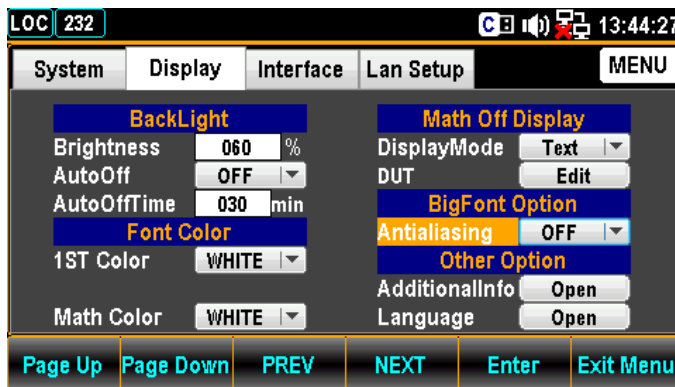 LOC 232 C 13:44:27
System Display Interface Lan Setup MENU
BackLight
Brightness 060 %
AutoOff OFF
AutoOffTime 030 min
Font Color
1ST Color WHITE
Math Color WHITE
Math Off Display
DisplayMode Text
DUT Edit
BigFont Option
Antialiasing OFF
Other Option
AdditionalInfo Open
Language Open
Page Up Page Down PREV NEXT Enter Exit Menu